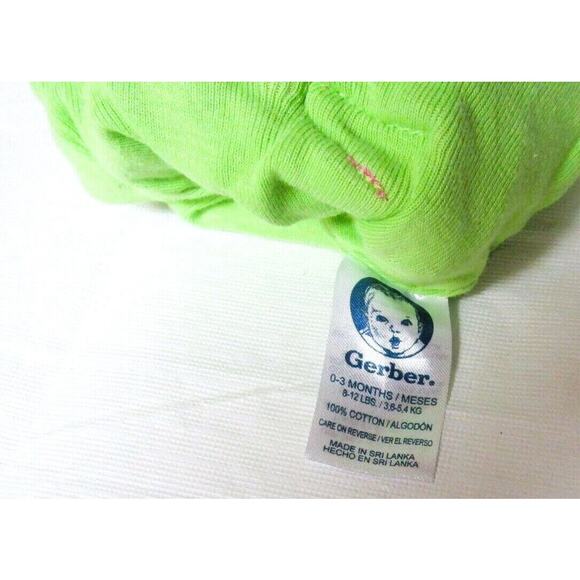 Gerber.
0-3 MONTHS / MESES
8-12 LBS. / 3,6-5,4 KG
100% COTTON / ALGODÓN
CARE ON REVERSE / VER EL REVERSO
MADE IN SRI LANKA
HECHO EN SRI LANKA